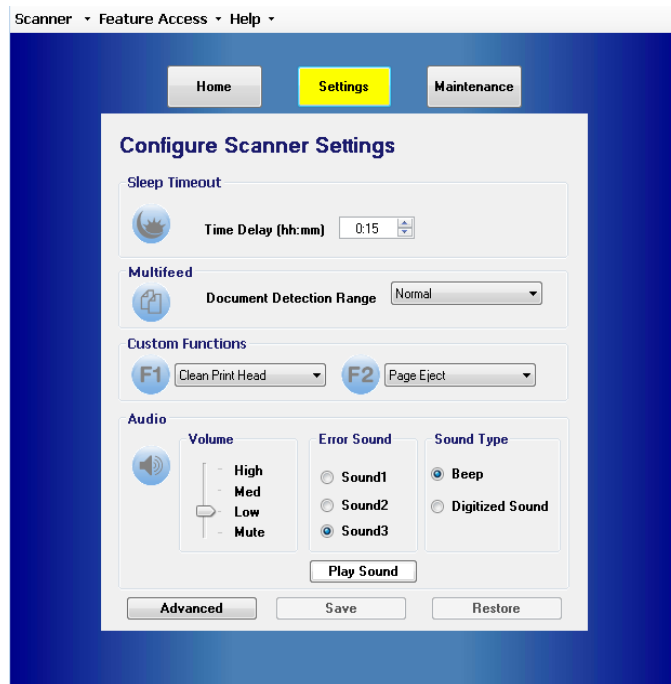 Scanner Feature Access Help
Home Settings Maintenance
Configure Scanner Settings
Sleep Timeout
Time Delay (hh:mm) 0:15
Multifeed
Document Detection Range Normal
Custom Functions
F1 Clean Print Head F2 Page Eject
Audio
Volume Error Sound Sound Type
High Sound1 Beep
Med
Low Sound2 Digitized Sound
Mute Sound3
Play Sound
Advanced Save Restore